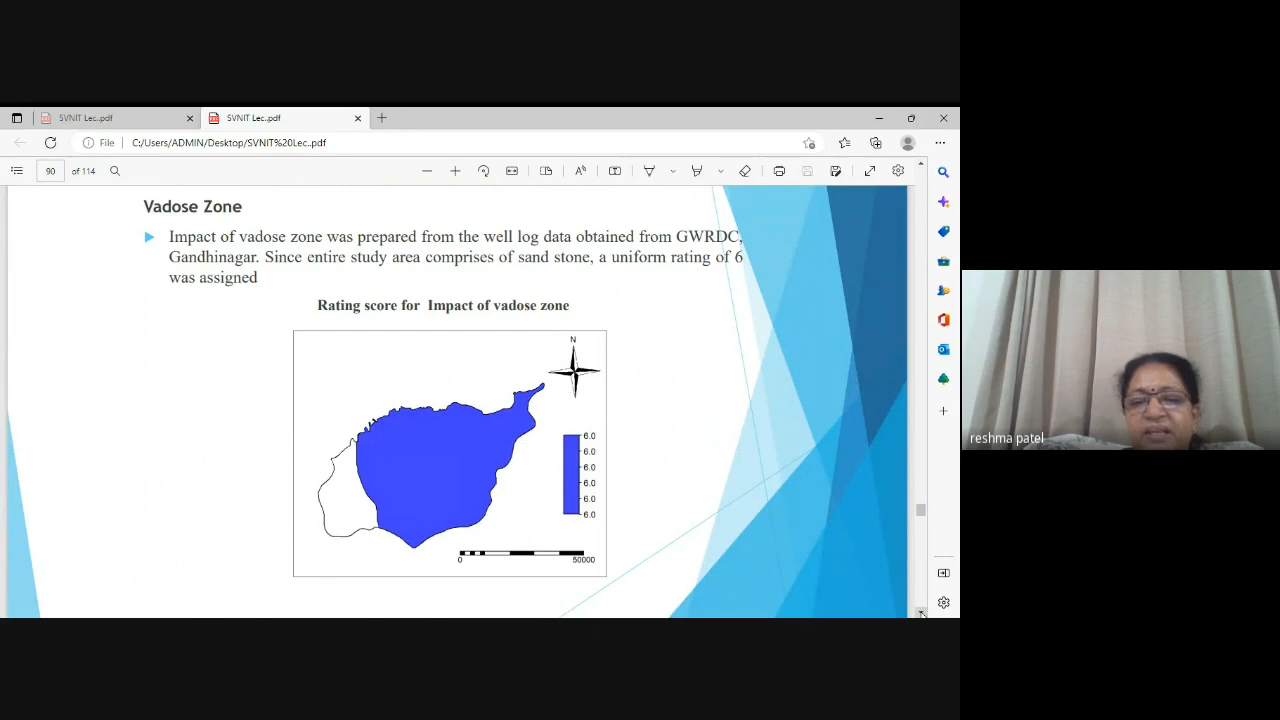 SVNIT Lec..pdf
SVNIT Lec..pdf
File
C:/Users/ADMIN/Desktop/SVNIT%20Lec..pdf
90
of 114
Vadose Zone
Impact of vadose zone was prepared from the well log data obtained from GWRDC,
Gandhinagar. Since entire study area comprises of sand stone, a uniform rating of 6
was assigned
Rating score for Impact of vadose zone
N
6.0
6.0
6.0
6.0
6.0
6.0
0
50000
reshma patel